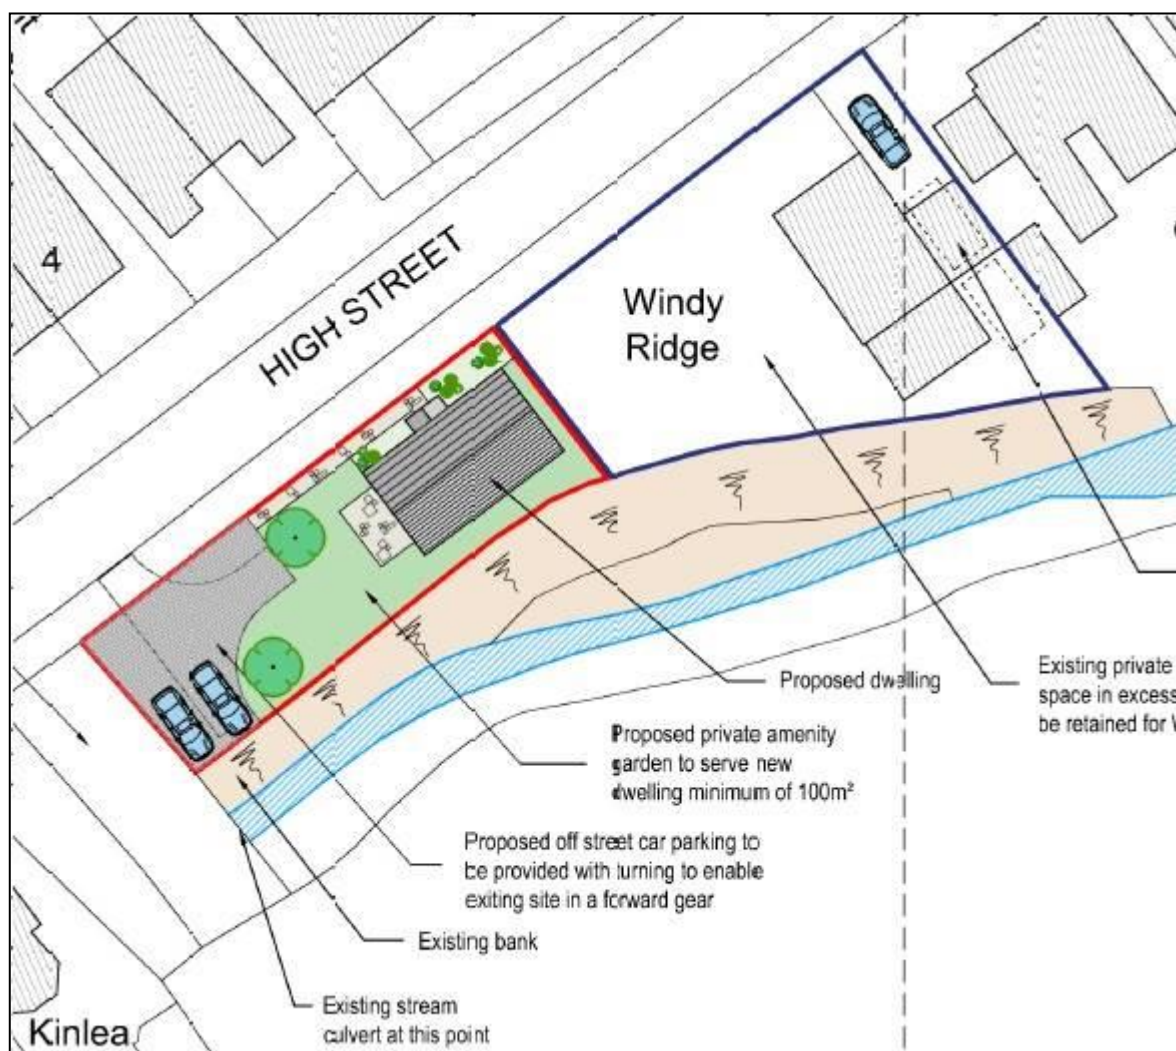 4
HIGH STREET
Windy
Ridge
Proposed dwelling
Existing private
space in excess
be retained for
Proposed private amenity
garden to serve new
dwelling minimum of 100m²
Proposed off street car parking to
be provided with turning to enable
exiting site in a forward gear
Existing bank
Existing stream
culvert at this point
Kinlea